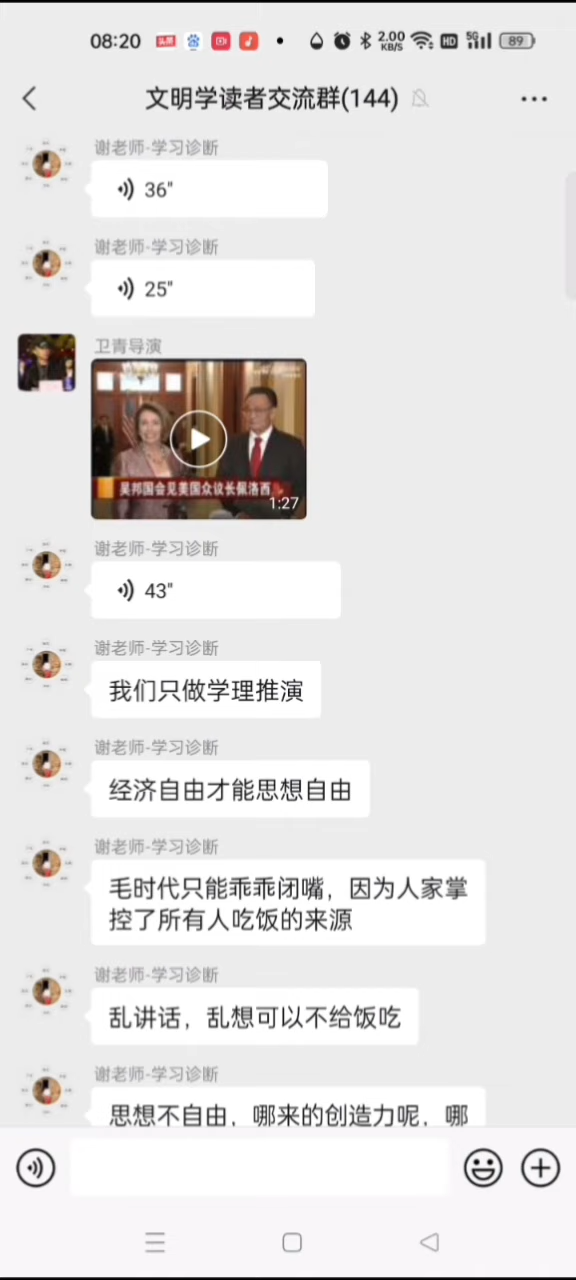 08:20
头条
2.00
KB/S
HD
5G
89
文明学读者交流群(144)
谢老师-学习诊断
36"
谢老师-学习诊断
25"
卫青导演
吴邦国会见美国众议长佩洛西
1:27
谢老师-学习诊断
43"
谢老师-学习诊断
我们只做学理推演
谢老师-学习诊断
经济自由才能思想自由
谢老师-学习诊断
毛时代只能乖乖闭嘴，因为人家掌
控了所有人吃饭的来源
谢老师-学习诊断
乱讲话，乱想可以不给饭吃
谢老师-学习诊断
思想不自由，哪来的创造力呢，哪